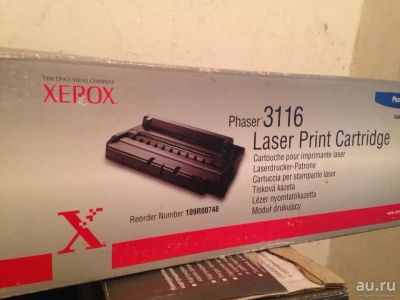 THE DOCUMENT COMPANY
XEROX
Phaser® 3116
Laser Print Cartridge
Cartouche pour imprimante laser
Laserdrucker-Patrone
Cartuccia per stampante laser
Tisková kazeta
Lézer nyomtatókazetta
Moduł drukujący
Reorder Number 109R00748
X
Pha
au.ru